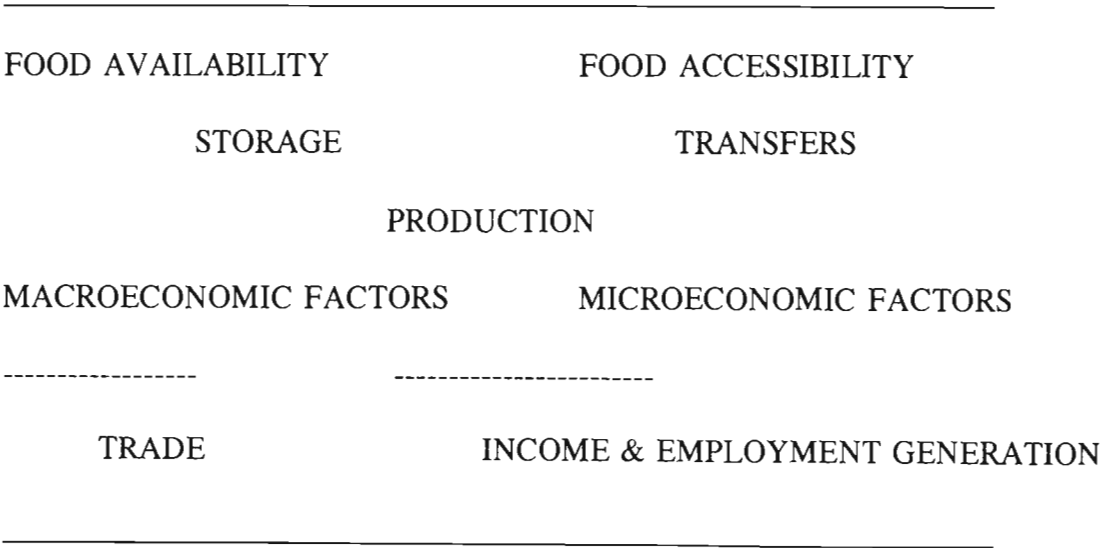 FOOD AVAILABILITY FOOD ACCESSIBILITY
STORAGE TRANSFERS
PRODUCTION
MACROECONOMIC FACTORS MICROECONOMIC FACTORS
------------------ ------------------------
TRADE INCOME & EMPLOYMENT GENERATION